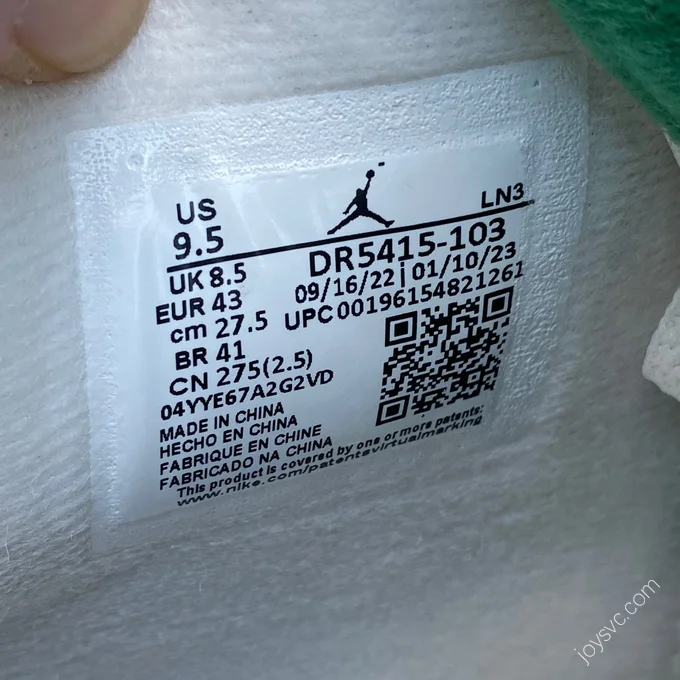 US
9.5
LN3
UK 8.5
DR5415-103
EUR 43
09/16/22 | 01/10/23
cm 27.5
UPC 00196154821261
BR 41
CN 275(2.5)
04YYE67A2G2VD
MADE IN CHINA
HECHO EN CHINA
FABRIQUE EN CHINE
FABRICADO NA CHINA
This product is covered by one or more patents:
www.nike.com/patentsvirtualmarking
joysvc.com